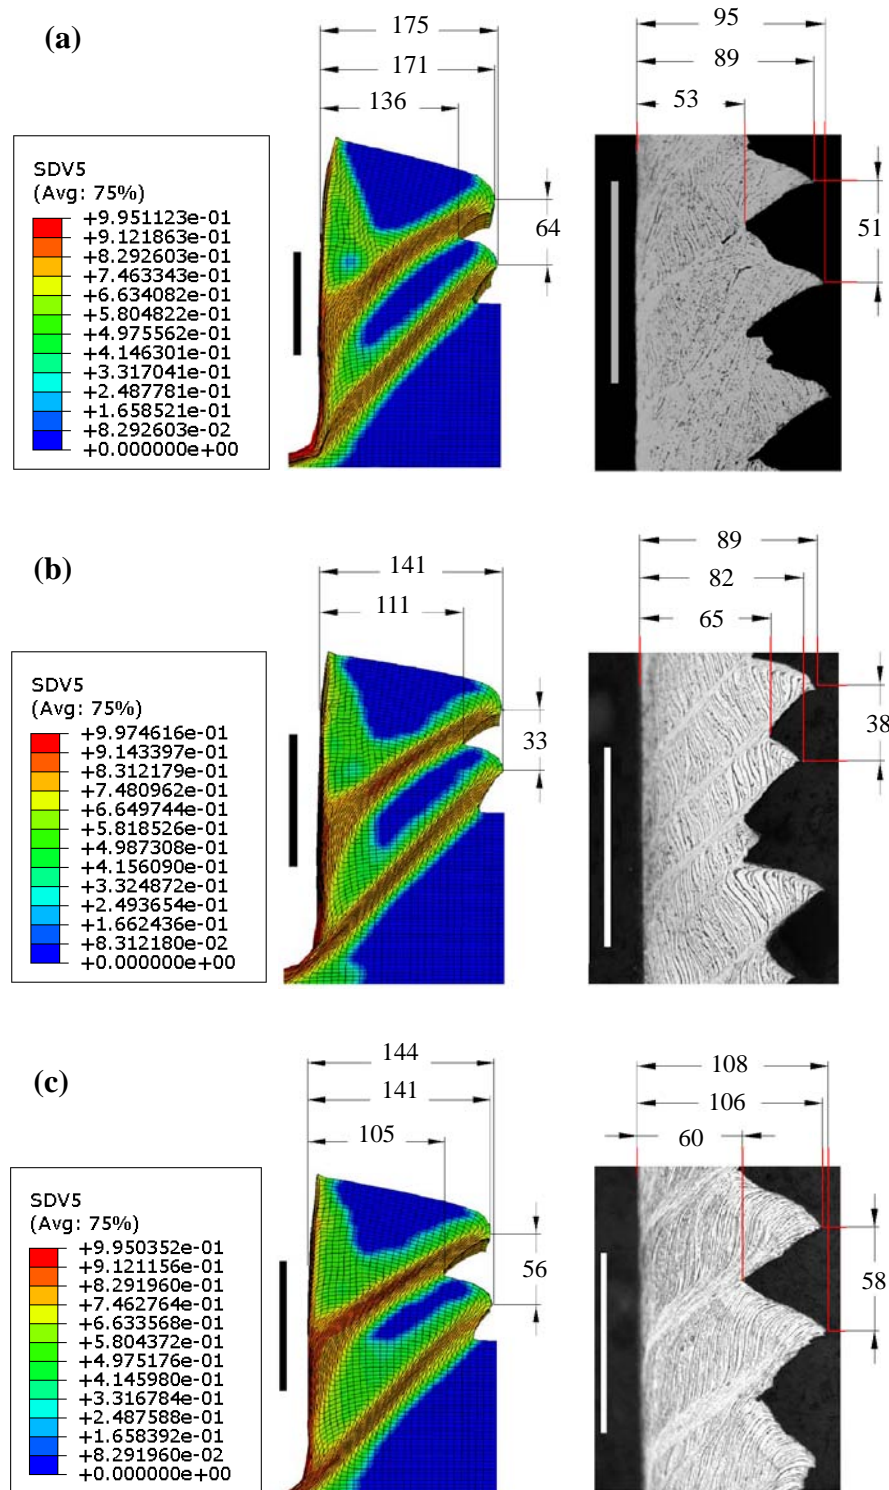 (a)
175
171
136
95
89
53
64
51
SDV5
(Avg: 75%)
+9.951123e-01
+9.121863e-01
+8.292603e-01
+7.463343e-01
+6.634082e-01
+5.804822e-01
+4.975562e-01
+4.146301e-01
+3.317041e-01
+2.487781e-01
+1.658521e-01
+8.292603e-02
+0.000000e+00
(b)
141
111
89
82
65
33
38
SDV5
(Avg: 75%)
+9.974616e-01
+9.143397e-01
+8.312179e-01
+7.480962e-01
+6.649744e-01
+5.818526e-01
+4.987308e-01
+4.156090e-01
+3.324872e-01
+2.493654e-01
+1.662436e-01
+8.312180e-02
+0.000000e+00
(c)
144
141
105
108
106
60
56
58
SDV5
(Avg: 75%)
+9.950352e-01
+9.121156e-01
+8.291960e-01
+7.462764e-01
+6.633568e-01
+5.804372e-01
+4.975176e-01
+4.145980e-01
+3.316784e-01
+2.487588e-01
+1.658392e-01
+8.291960e-02
+0.000000e+00